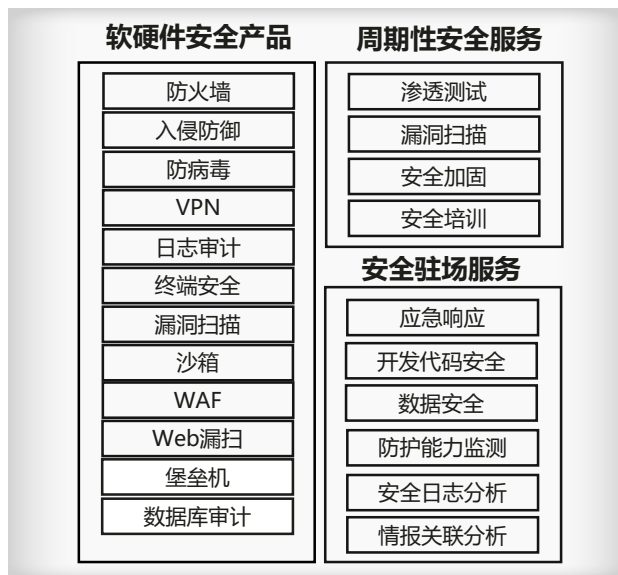 软硬件安全产品
防火墙
入侵防御
防病毒
VPN
日志审计
终端安全
漏洞扫描
沙箱
WAF
Web漏扫
堡垒机
数据库审计
周期性安全服务
渗透测试
漏洞扫描
安全加固
安全培训
安全驻场服务
应急响应
开发代码安全
数据安全
防护能力监测
安全日志分析
情报关联分析